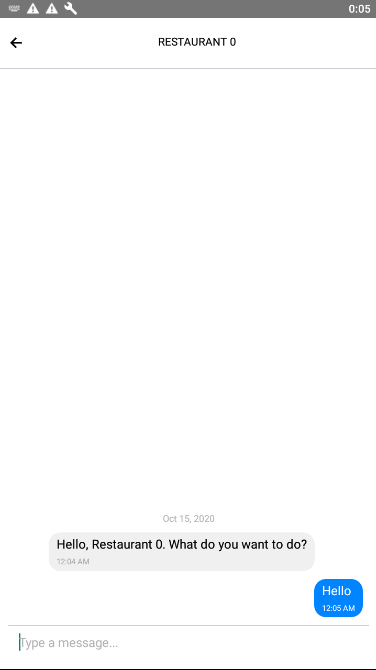 0:05
RESTAURANT 0
Oct 15, 2020
Hello, Restaurant 0. What do you want to do?
12:04 AM
Hello
12:05 AM
Type a message...